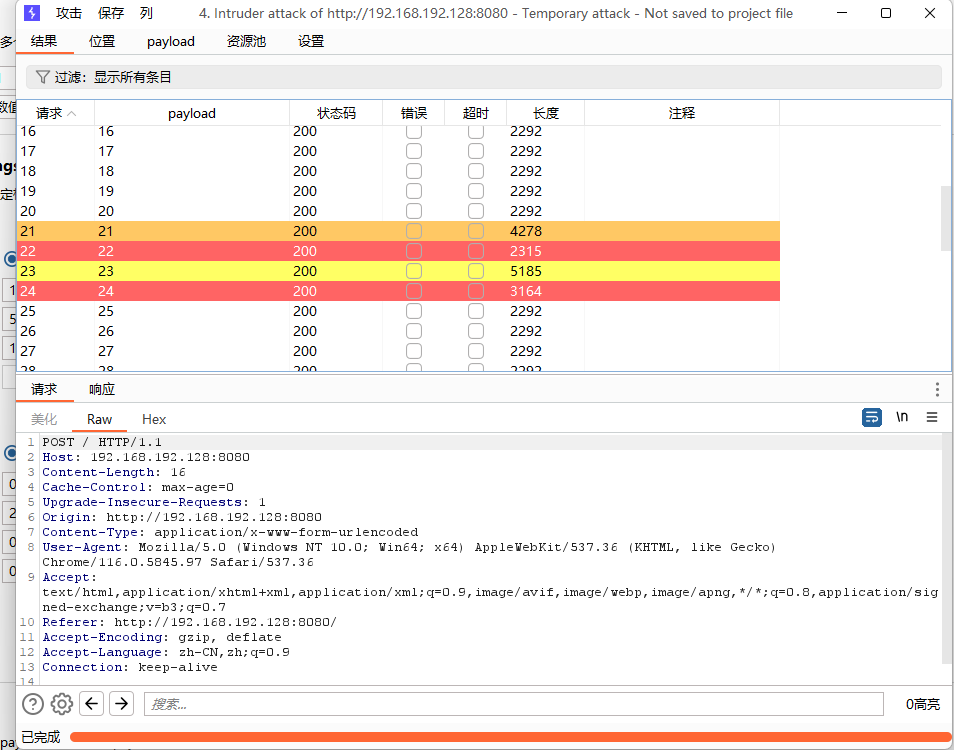 攻击 保存 列 4. Intruder attack of http://192.168.192.128:8080 - Temporary attack - Not saved to project file
结果 位置 payload 资源池 设置
过滤：显示所有条目
请求 payload 状态码 错误 超时 长度 注释
16 16 200 2292
17 17 200 2292
18 18 200 2292
19 19 200 2292
20 20 200 2292
21 21 200 4278
22 22 200 2315
23 23 200 5185
24 24 200 3164
25 25 200 2292
26 26 200 2292
27 27 200 2292
28 28 200 2292
请求 响应
美化 Raw Hex \n
1 POST / HTTP/1.1
2 Host: 192.168.192.128:8080
3 Content-Length: 16
4 Cache-Control: max-age=0
5 Upgrade-Insecure-Requests: 1
6 Origin: http://192.168.192.128:8080
7 Content-Type: application/x-www-form-urlencoded
8 User-Agent: Mozilla/5.0 (Windows NT 10.0; Win64; x64) AppleWebKit/537.36 (KHTML, like Gecko)
Chrome/116.0.5845.97 Safari/537.36
9 Accept:
text/html,application/xhtml+xml,application/xml;q=0.9,image/avif,image/webp,image/apng,*/*;q=0.8,application/sig
ned-exchange;v=b3;q=0.7
10 Referer: http://192.168.192.128:8080/
11 Accept-Encoding: gzip, deflate
12 Accept-Language: zh-CN,zh;q=0.9
13 Connection: keep-alive
14
搜索... 0高亮
已完成